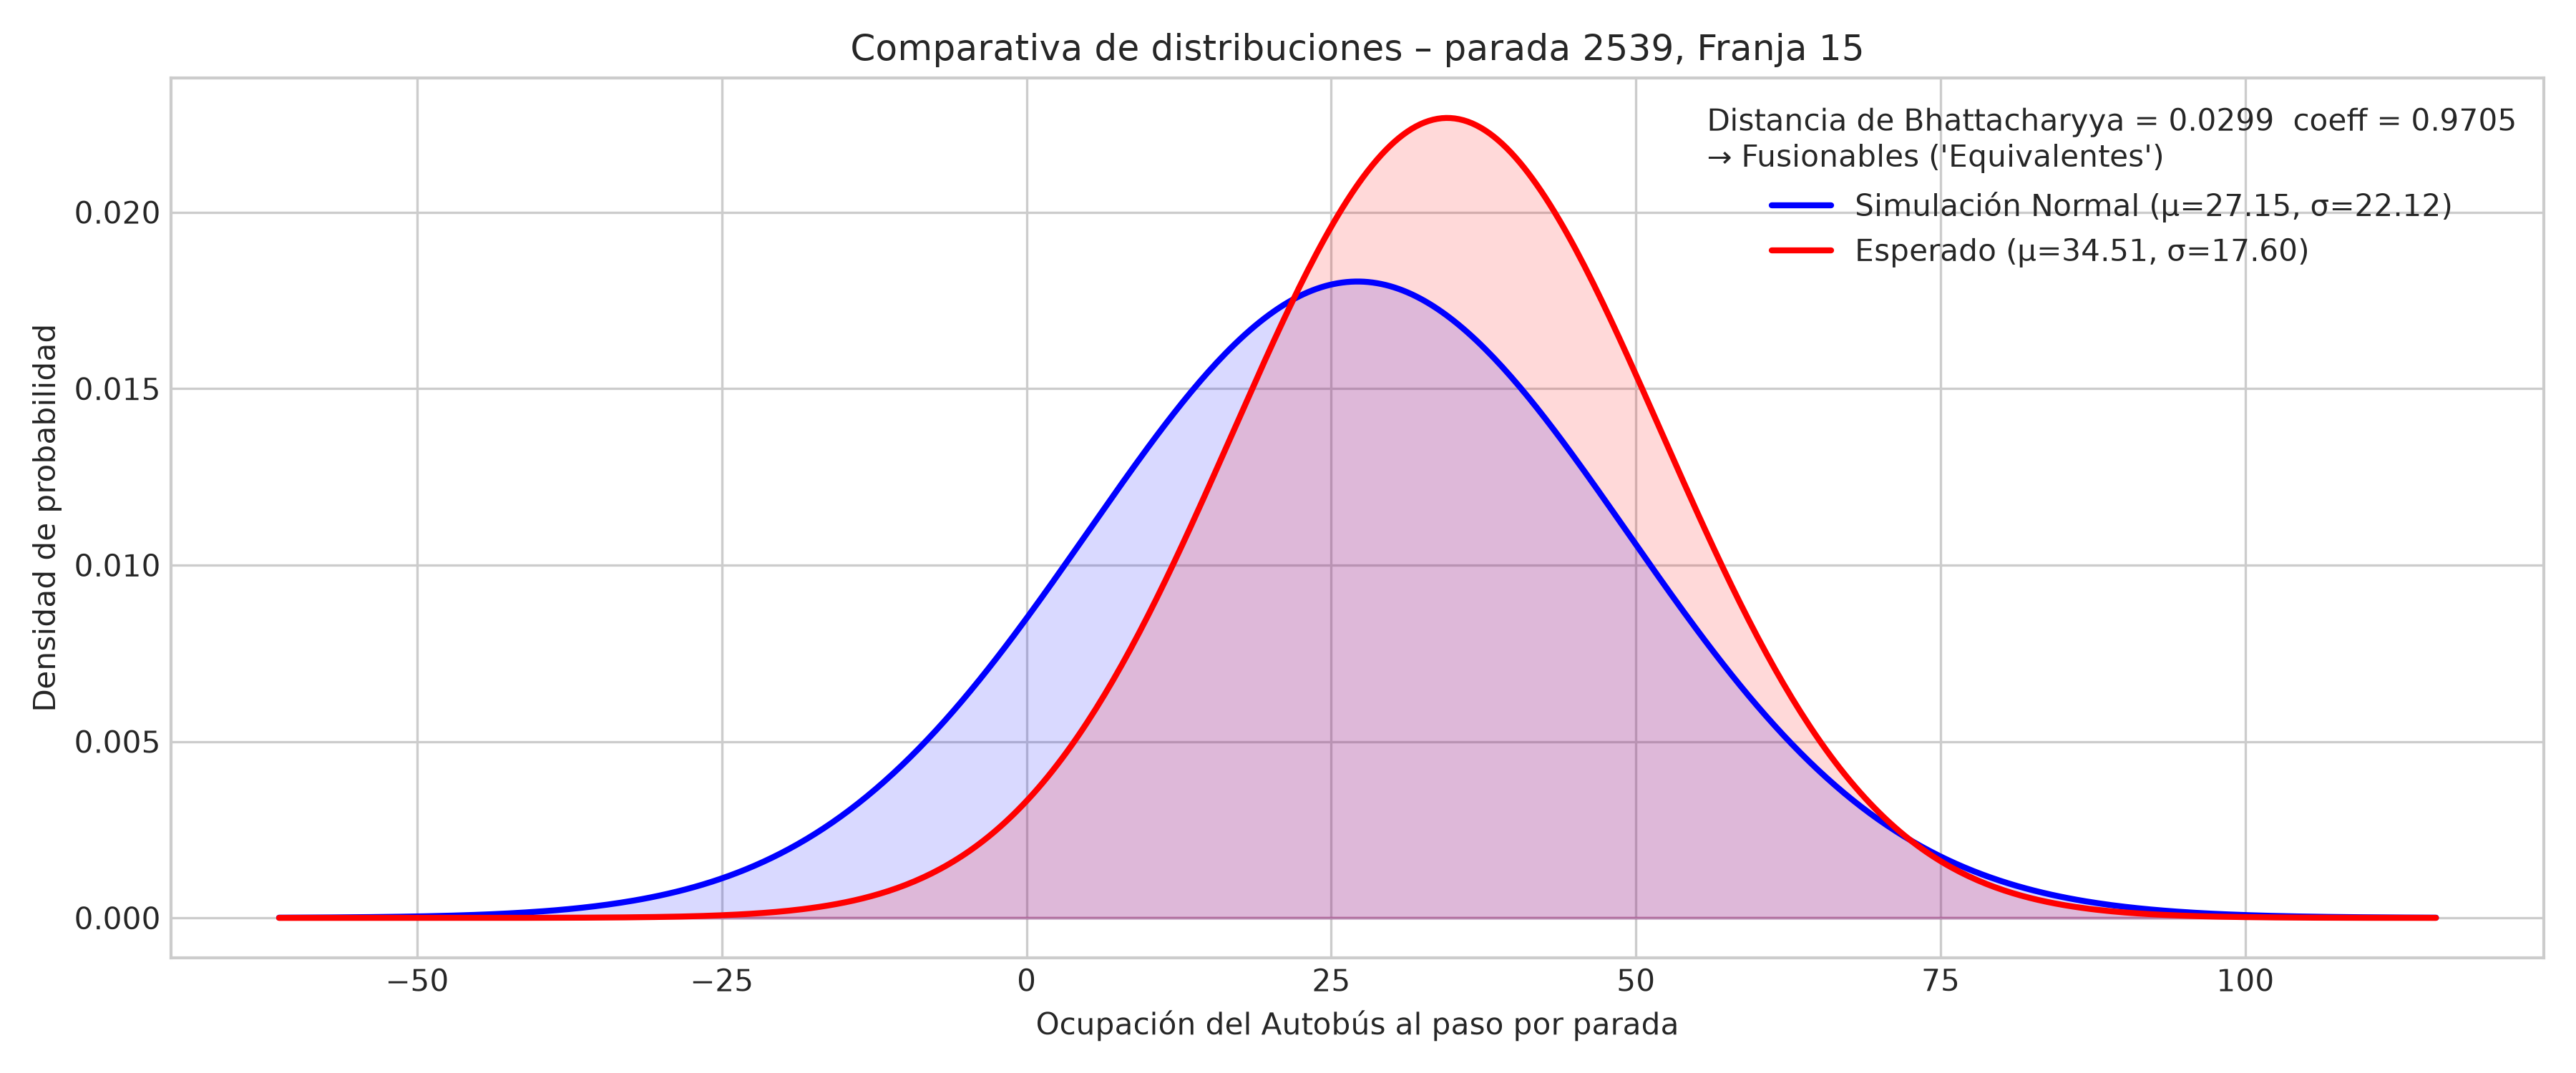 Comparativa de distribuciones – parada 2539, Franja 15
Distancia de Bhattacharyya = 0.0299  coeff = 0.9705
→ Fusionables ('Equivalentes')
Simulación Normal (μ=27.15, σ=22.12)
Esperado (μ=34.51, σ=17.60)
Densidad de probabilidad
0.020
0.015
0.010
0.005
0.000
−50 −25 0 25 50 75 100
Ocupación del Autobús al paso por parada